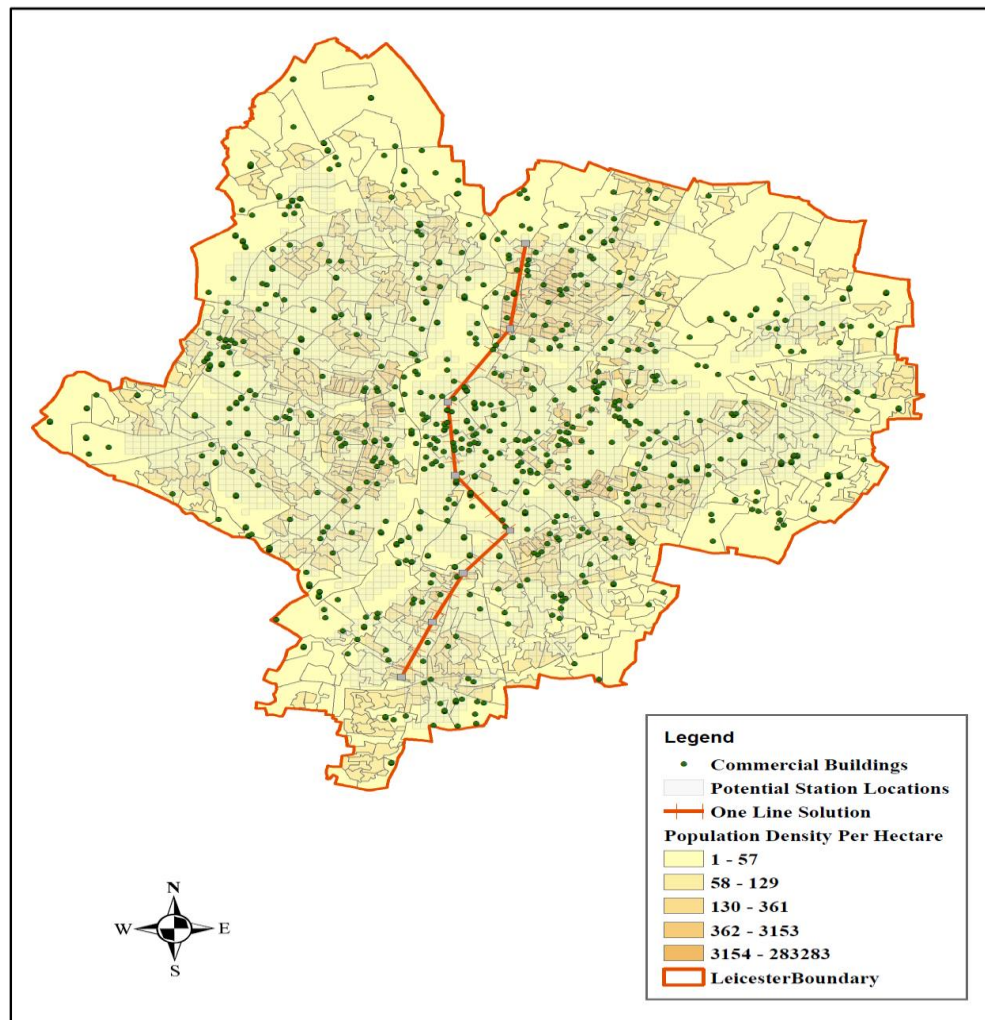 N
W E
S
Legend
Commercial Buildings
Potential Station Locations
One Line Solution
Population Density Per Hectare
1 - 57
58 - 129
130 - 361
362 - 3153
3154 - 283283
LeicesterBoundary